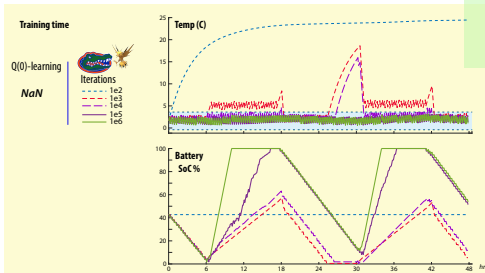 Training time
Q(0)-learning
NaN
Iterations
1e2
1e3
1e4
1e5
1e6
Temp (C)
25
20
15
10
5
0
Battery
SoC %
100
80
60
40
20
0
0 6 12 18 24 30 36 42 48 hr